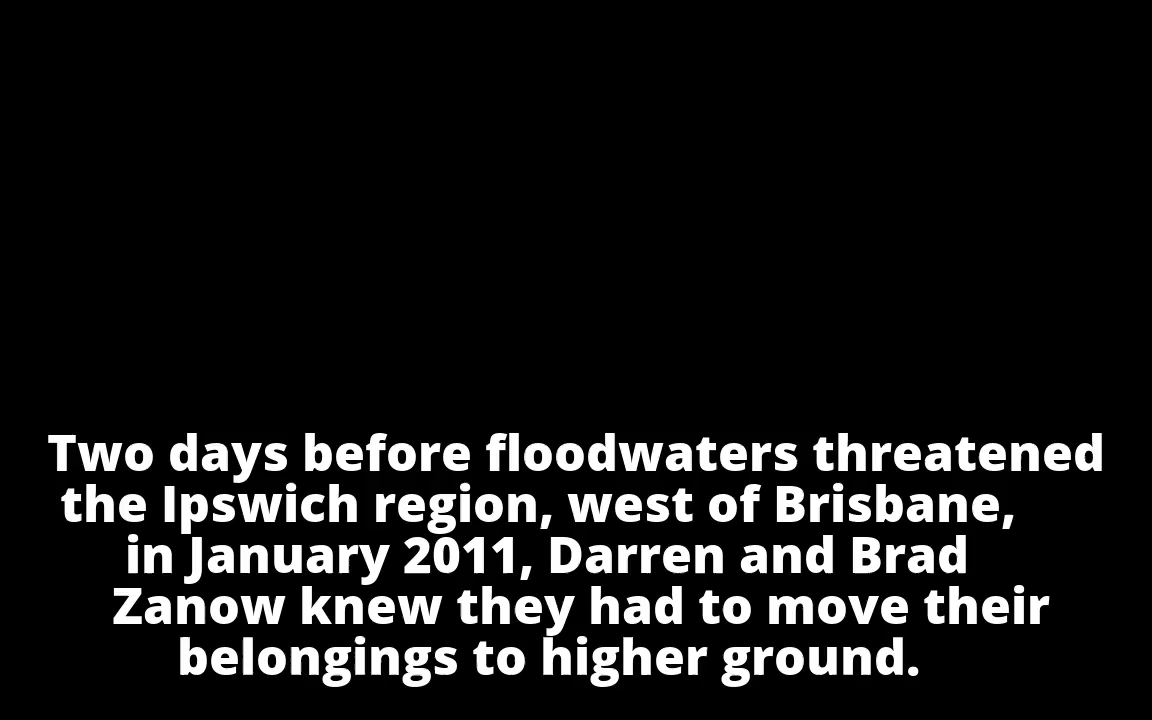 Two days before floodwaters threatened
the Ipswich region, west of Brisbane,
in January 2011, Darren and Brad
Zanow knew they had to move their
belongings to higher ground.